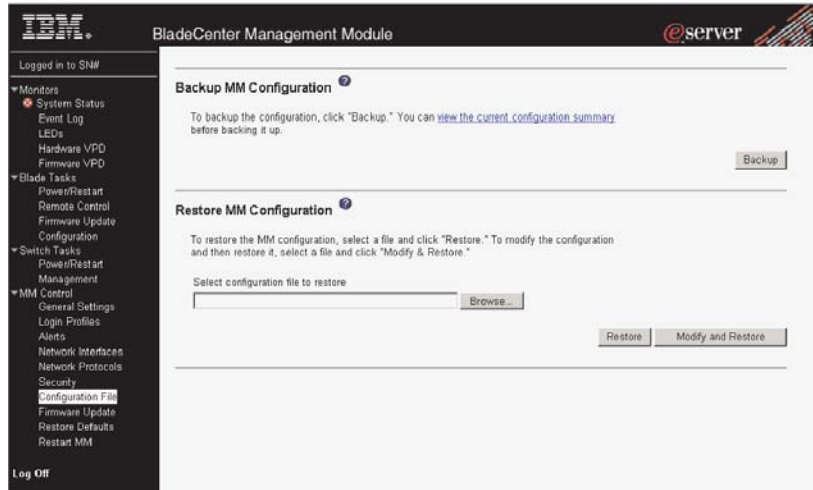 IBM.
BladeCenter Management Module
@server
Logged in to SN#
Monitors
System Status
Event Log
LEDs
Hardware VPD
Firmware VPD
Blade Tasks
Power/Restart
Remote Control
Firmware Update
Configuration
Switch Tasks
Power/Restart
Management
MM Control
General Settings
Login Profiles
Alerts
Network Interfaces
Network Protocols
Security
Configuration File
Firmware Update
Restore Defaults
Restart MM
Log Off
Backup MM Configuration ?
To backup the configuration, click "Backup." You can view the current configuration summary
before backing it up.
Backup
Restore MM Configuration ?
To restore the MM configuration, select a file and click "Restore." To modify the configuration
and then restore it, select a file and click "Modify & Restore."
Select configuration file to restore
Browse...
Restore
Modify and Restore